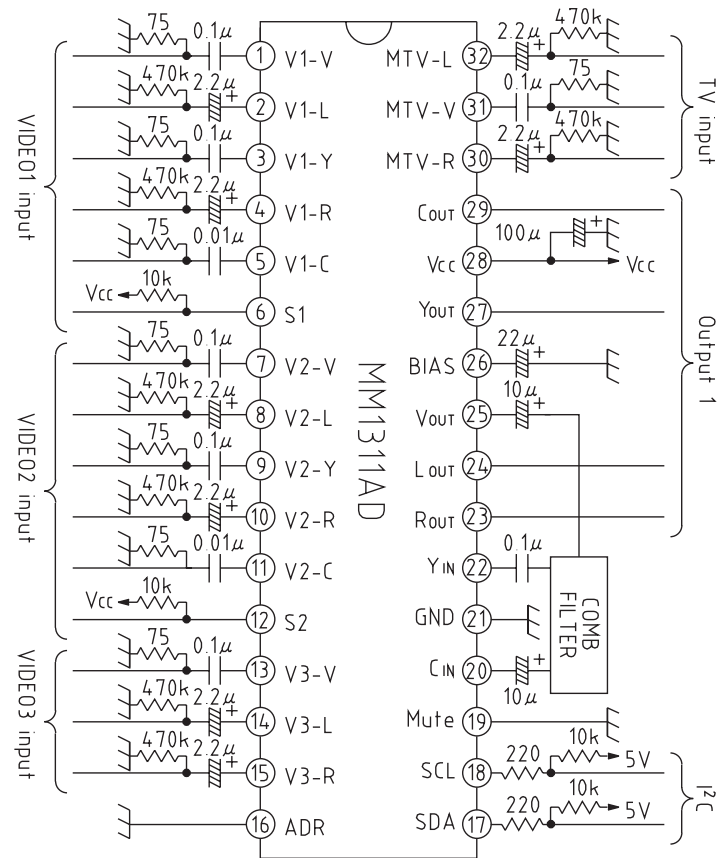 VIDEO1 input
75
0.1µ
1 V1-V
470k
2.2µ
+
2 V1-L
75
0.1µ
3 V1-Y
470k
2.2µ
+
4 V1-R
75
0.01µ
5 V1-C
Vcc
10k
6 S1
VIDEO2 input
75
0.1µ
7 V2-V
470k
2.2µ
+
8 V2-L
75
0.1µ
9 V2-Y
470k
2.2µ
+
10 V2-R
75
0.01µ
11 V2-C
Vcc
10k
12 S2
VIDEO3 input
75
0.1µ
13 V3-V
470k
2.2µ
+
14 V3-L
470k
2.2µ
+
15 V3-R
16 ADR
MM1311AD
MTV-L 32
2.2µ
+
470k
MTV-V 31
0.1µ
75
MTV-R 30
2.2µ
+
470k
TV input
COUT 29
Vcc 28
100µ
+
Vcc
YOUT 27
BIAS 26
22µ
+
VOUT 25
10µ
+
LOUT 24
ROUT 23
Output 1
YIN 22
0.1µ
GND 21
CIN 20
+
10µ
COMB
FILTER
Mute 19
SCL 18
220
10k
5V
SDA 17
220
10k
5V
I²C